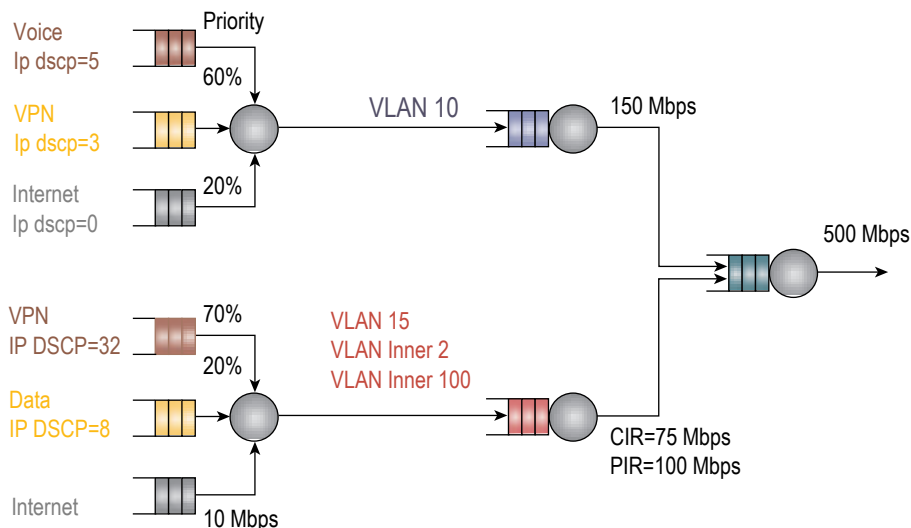 Voice
Ip dscp=5
Priority
60%
VPN
Ip dscp=3
Internet
Ip dscp=0
20%
VLAN 10
150 Mbps
500 Mbps
VPN
IP DSCP=32
70%
20%
Data
IP DSCP=8
Internet
10 Mbps
VLAN 15
VLAN Inner 2
VLAN Inner 100
CIR=75 Mbps
PIR=100 Mbps